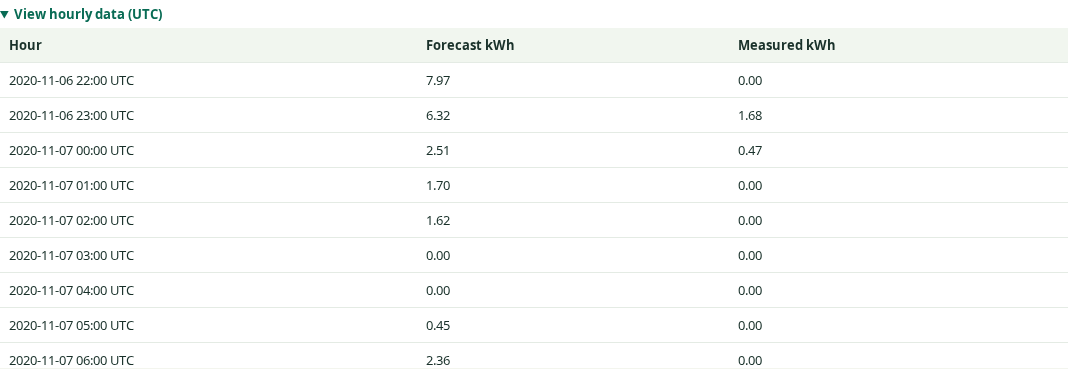 ▼ View hourly data (UTC)
Hour Forecast kWh Measured kWh
2020-11-06 22:00 UTC 7.97 0.00
2020-11-06 23:00 UTC 6.32 1.68
2020-11-07 00:00 UTC 2.51 0.47
2020-11-07 01:00 UTC 1.70 0.00
2020-11-07 02:00 UTC 1.62 0.00
2020-11-07 03:00 UTC 0.00 0.00
2020-11-07 04:00 UTC 0.00 0.00
2020-11-07 05:00 UTC 0.45 0.00
2020-11-07 06:00 UTC 2.36 0.00